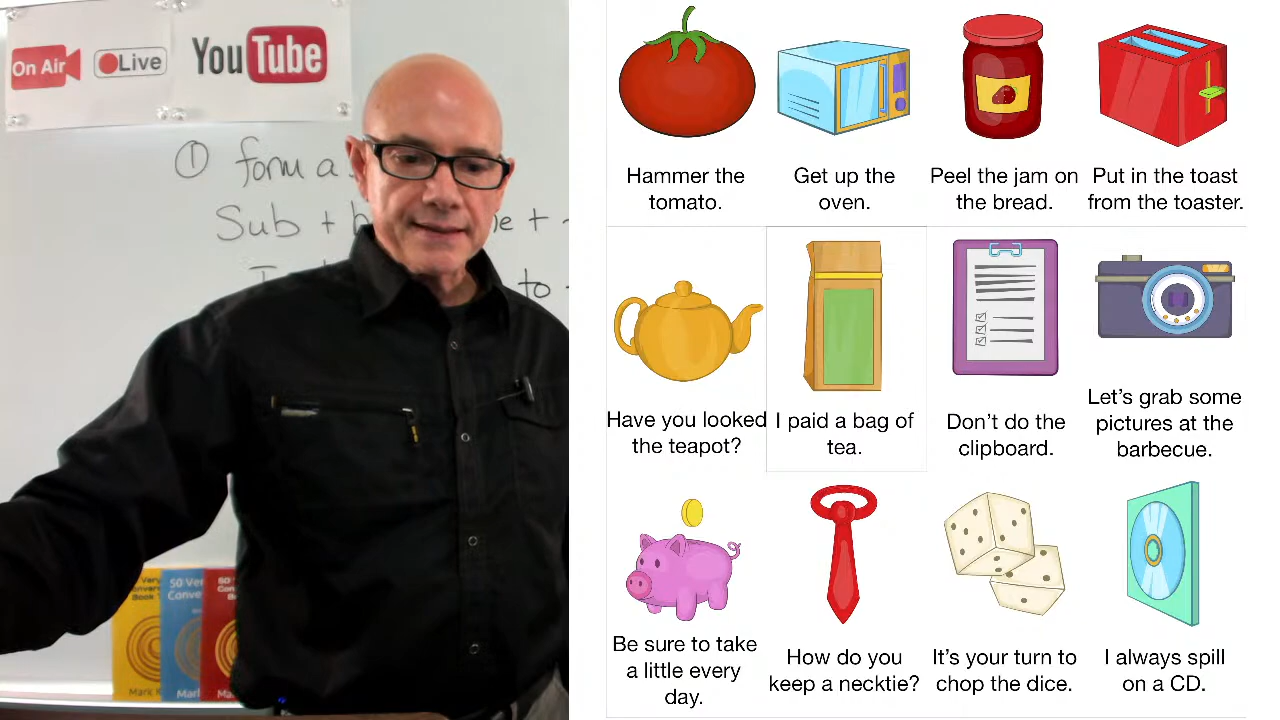 On Air
Live
YouTube
① form a
Sub + 
to
50 Very
Mark
Hammer the
tomato.
Get up the
oven.
Peel the jam on
the bread.
Put in the toast
from the toaster.
Have you looked
the teapot?
I paid a bag of
tea.
Don't do the
clipboard.
Let's grab some
pictures at the
barbecue.
Be sure to take
a little every
day.
How do you
keep a necktie?
It's your turn to
chop the dice.
I always spill
on a CD.